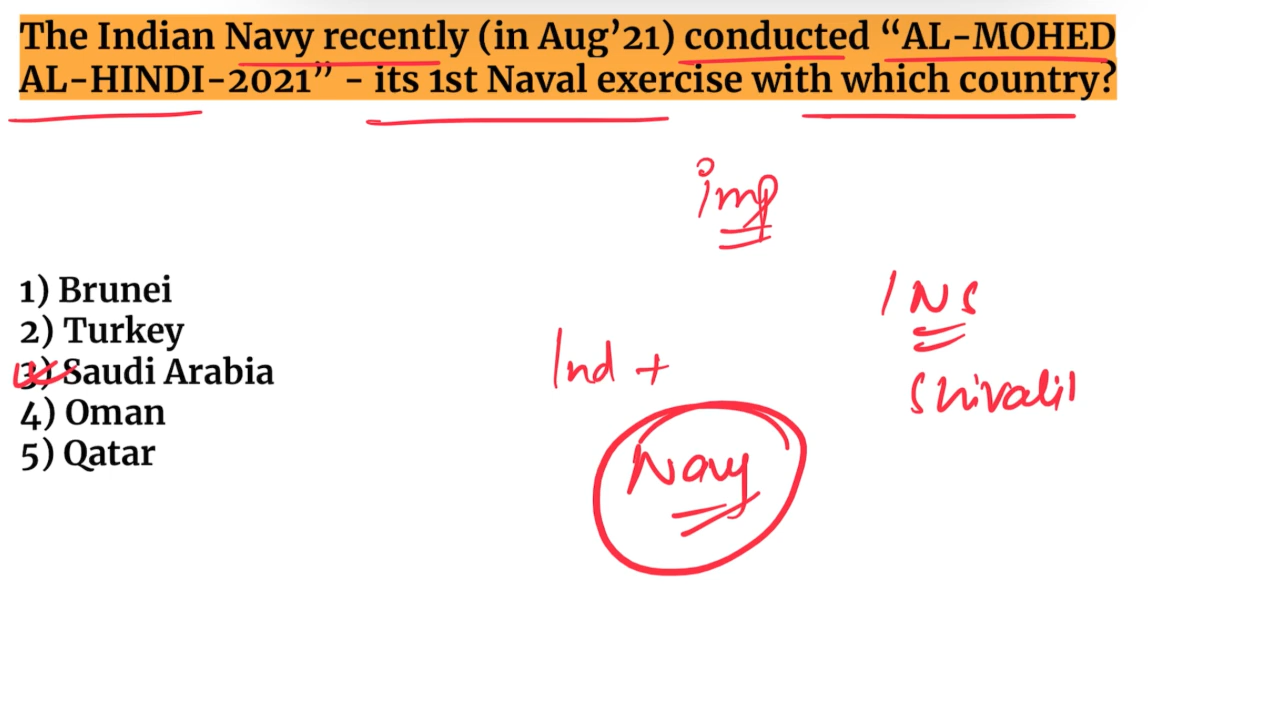 The Indian Navy recently (in Aug’21) conducted “AL-MOHED
AL-HINDI-2021” - its 1st Naval exercise with which country?
imp
1) Brunei
INS
2) Turkey
Ind +
3) Saudi Arabia
Shivalik
4) Oman
5) Qatar
Navy